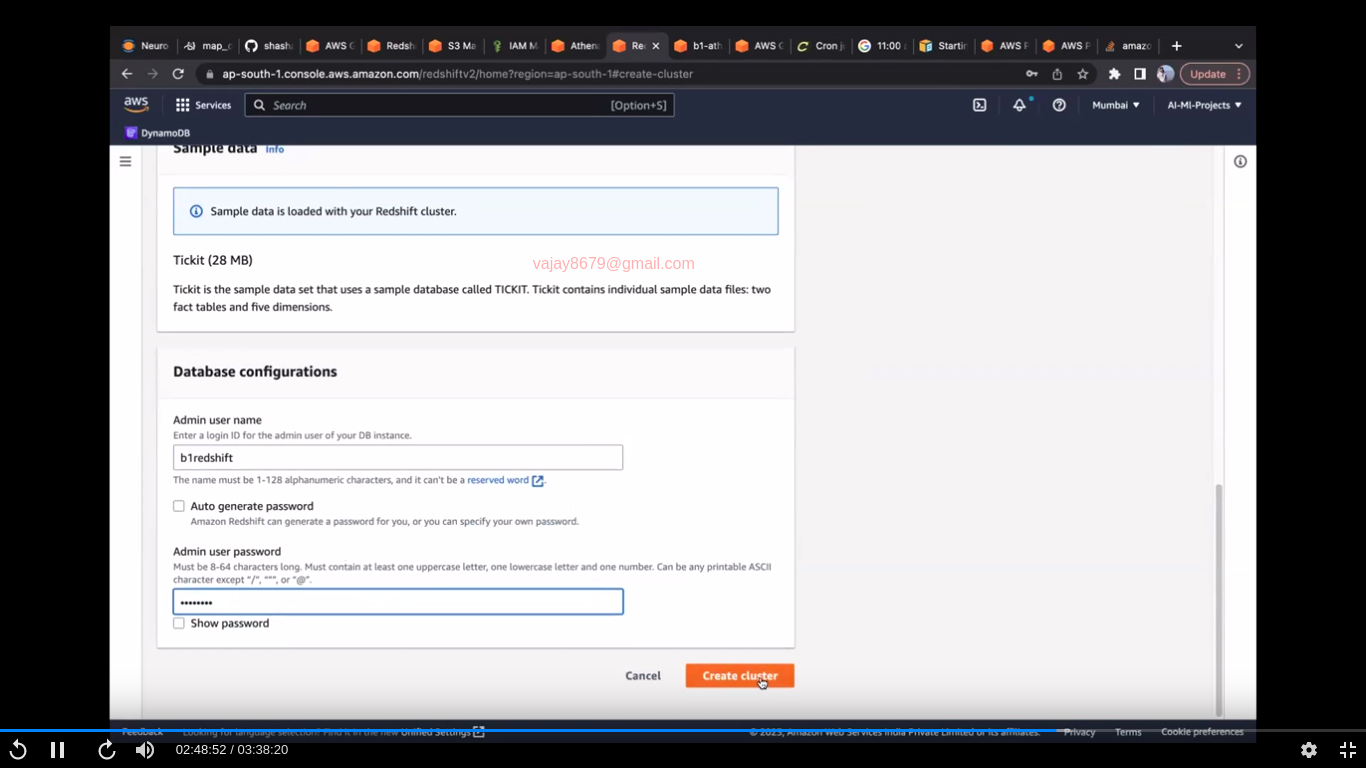 Neuro map_c shash AWS C Redsh S3 Ma IAM M Athen Re b1-ath AWS C Cron j 11:00 Startin AWS F AWS P amazo
ap-south-1.console.aws.amazon.com/redshiftv2/home?region=ap-south-1#create-cluster Update
aws Services Search [Option+S] Mumbai AI-Ml-Projects
DynamoDB
Sample data Info
Sample data is loaded with your Redshift cluster.
Tickit (28 MB)
vajay8679@gmail.com
Tickit is the sample data set that uses a sample database called TICKIT. Tickit contains individual sample data files: two
fact tables and five dimensions.
Database configurations
Admin user name
Enter a login ID for the admin user of your DB instance.
b1redshift
The name must be 1-128 alphanumeric characters, and it can't be a reserved word .
Auto generate password
Amazon Redshift can generate a password for you, or you can specify your own password.
Admin user password
Must be 8-64 characters long. Must contain at least one uppercase letter, one lowercase letter and one number. Can be any printable ASCII
character except "/", """, or "@".
••••••••
Show password
Cancel Create cluster
Feedback Looking for language selection? Find it in the new Unified Settings © 2023, Amazon Web Services India Private Limited or its affiliates. Privacy Terms Cookie preferences
02:48:52 / 03:38:20